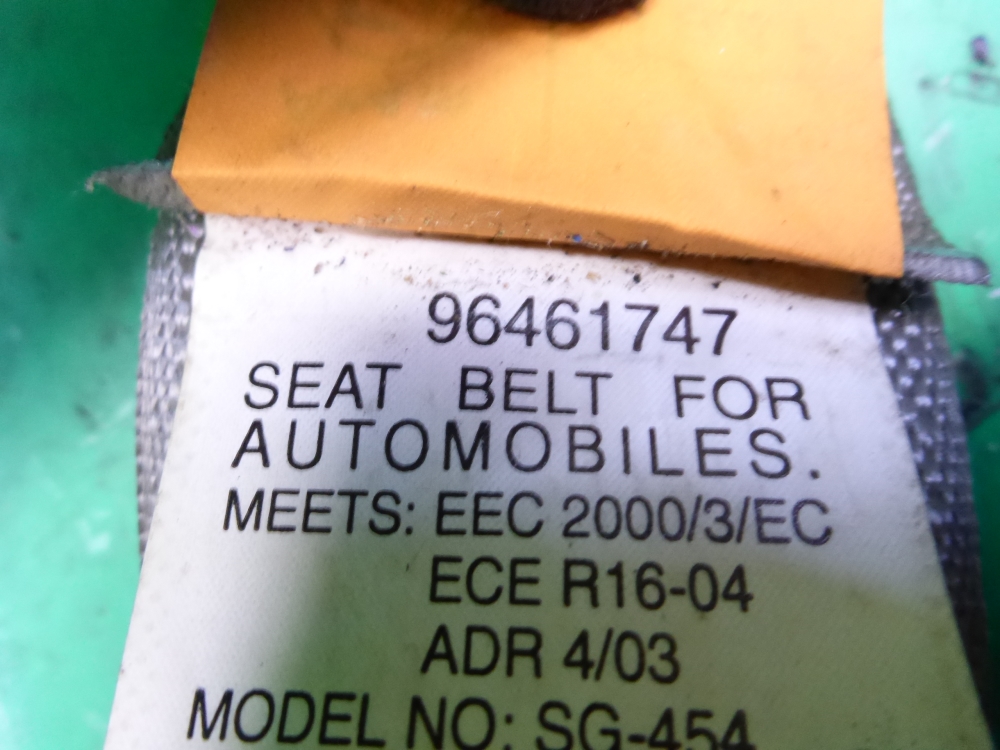 96461747
SEAT BELT FOR
AUTOMOBILES.
MEETS: EEC 2000/3/EC
ECE R16-04
ADR 4/03
MODEL NO: SG-454